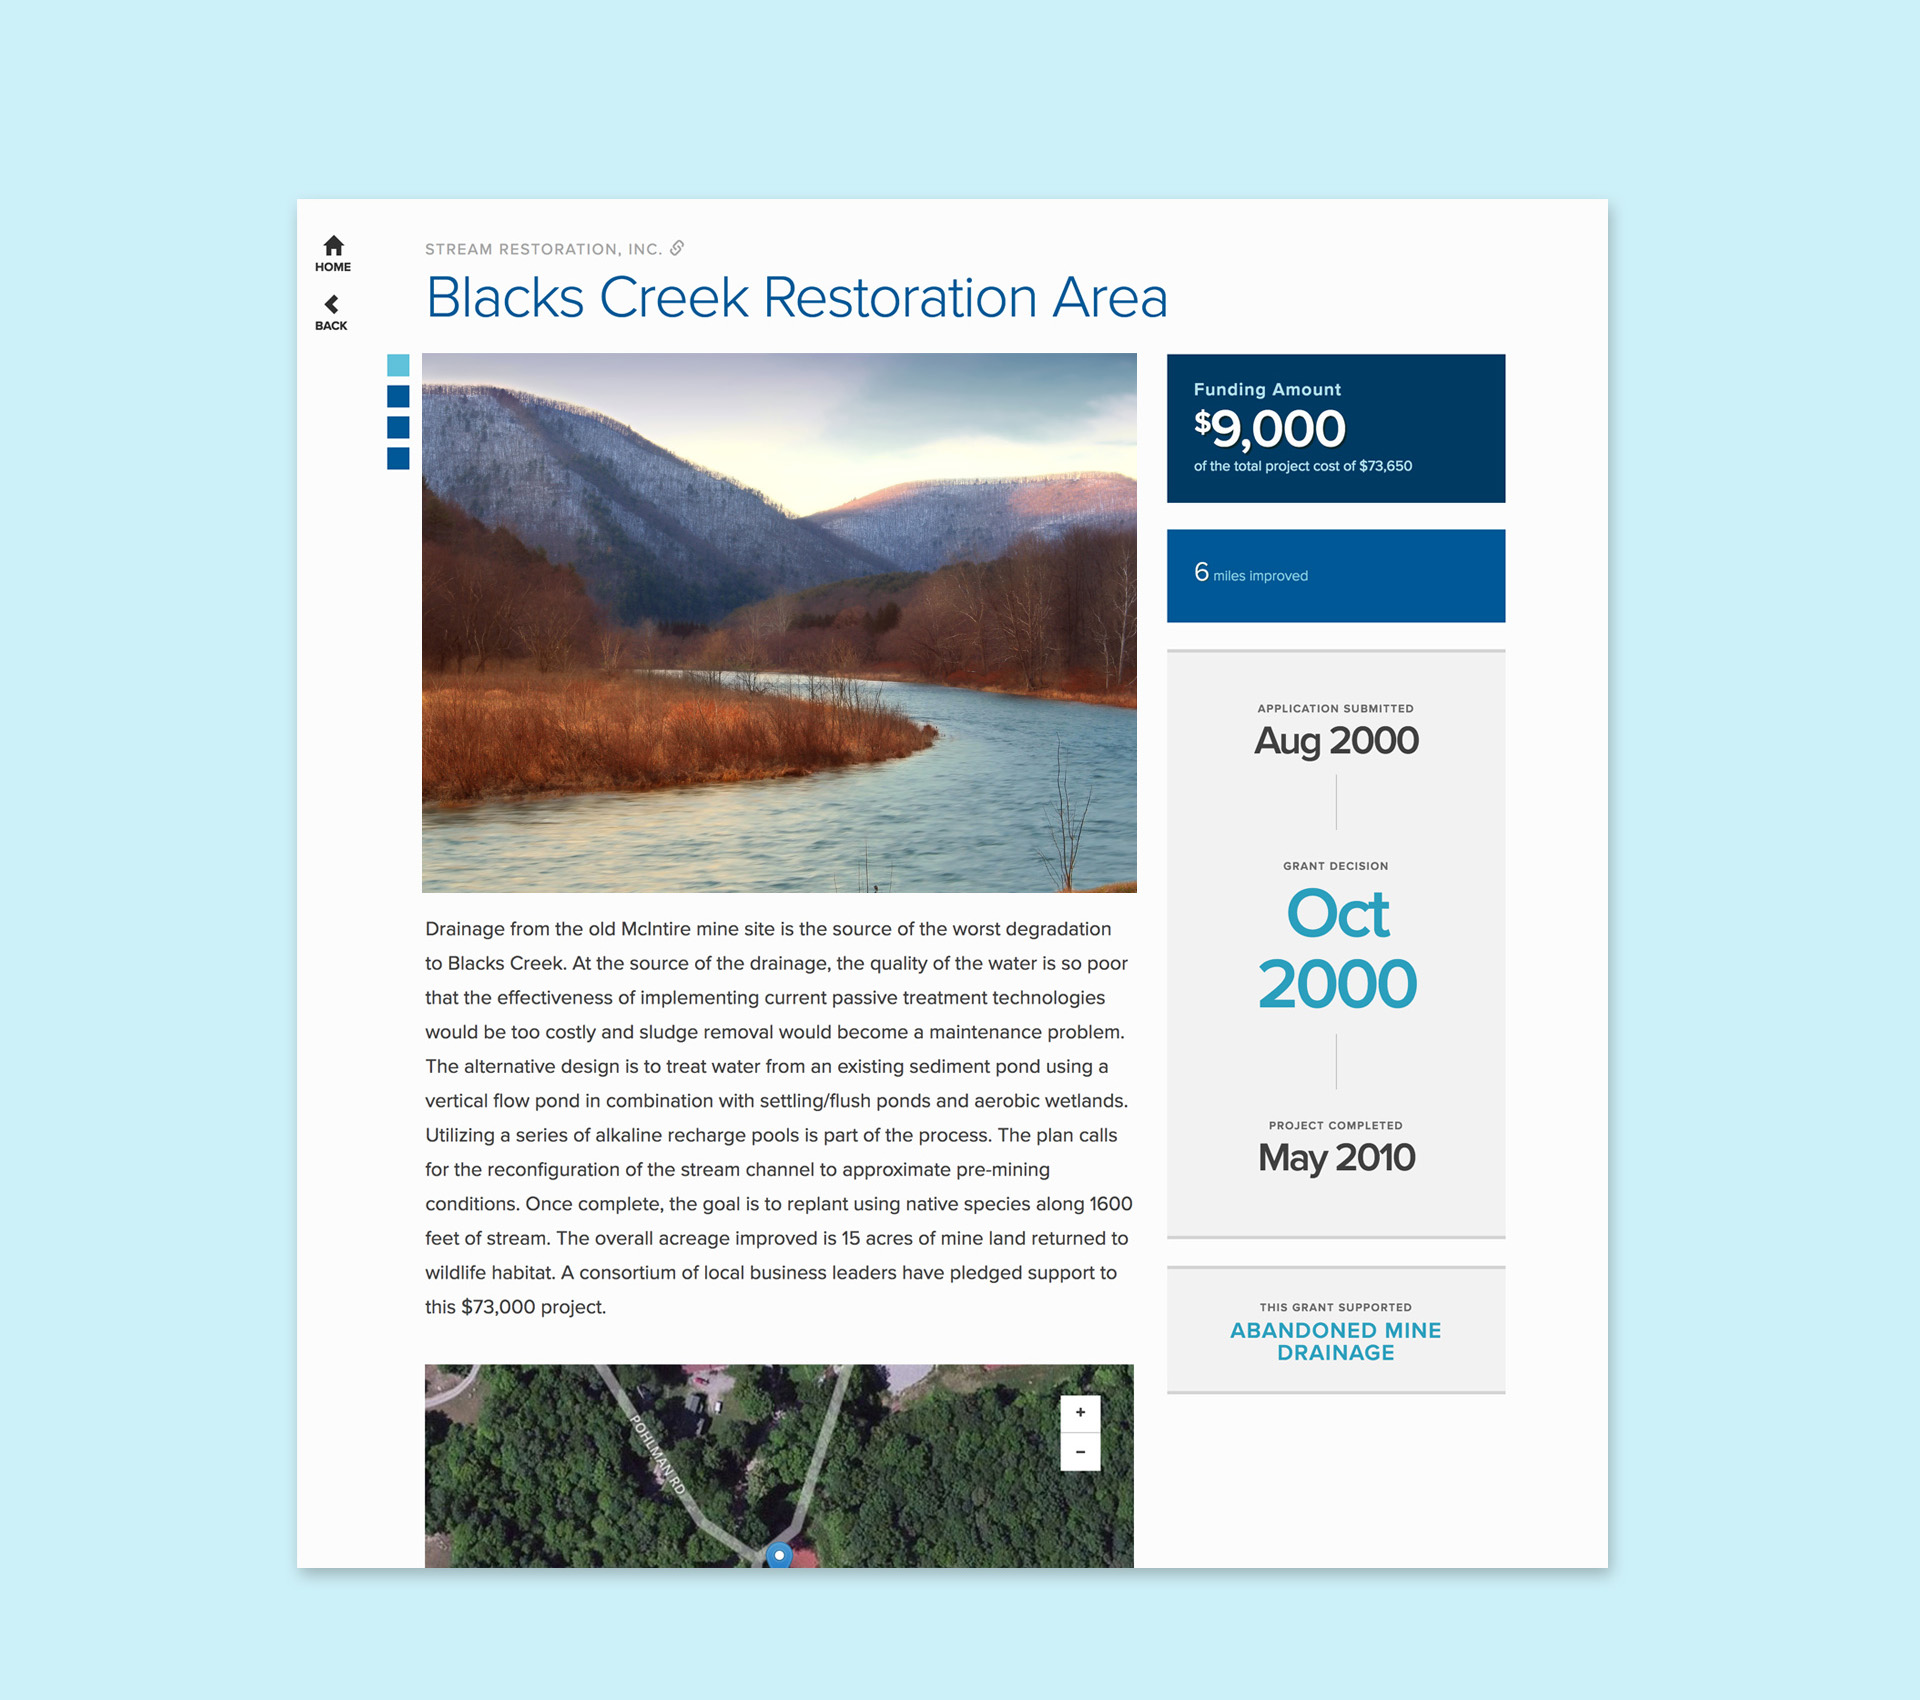 HOME
BACK
STREAM RESTORATION, INC.
Blacks Creek Restoration Area
Funding Amount
$9,000
of the total project cost of $73,650
6 miles improved
APPLICATION SUBMITTED
Aug 2000
GRANT DECISION
Oct
2000
PROJECT COMPLETED
May 2010
THIS GRANT SUPPORTED
ABANDONED MINE
DRAINAGE
Drainage from the old McIntire mine site is the source of the worst degradation
to Blacks Creek. At the source of the drainage, the quality of the water is so poor
that the effectiveness of implementing current passive treatment technologies
would be too costly and sludge removal would become a maintenance problem.
The alternative design is to treat water from an existing sediment pond using a
vertical flow pond in combination with settling/flush ponds and aerobic wetlands.
Utilizing a series of alkaline recharge pools is part of the process. The plan calls
for the reconfiguration of the stream channel to approximate pre-mining
conditions. Once complete, the goal is to replant using native species along 1600
feet of stream. The overall acreage improved is 15 acres of mine land returned to
wildlife habitat. A consortium of local business leaders have pledged support to
this $73,000 project.
POHLMAN RD
+
−